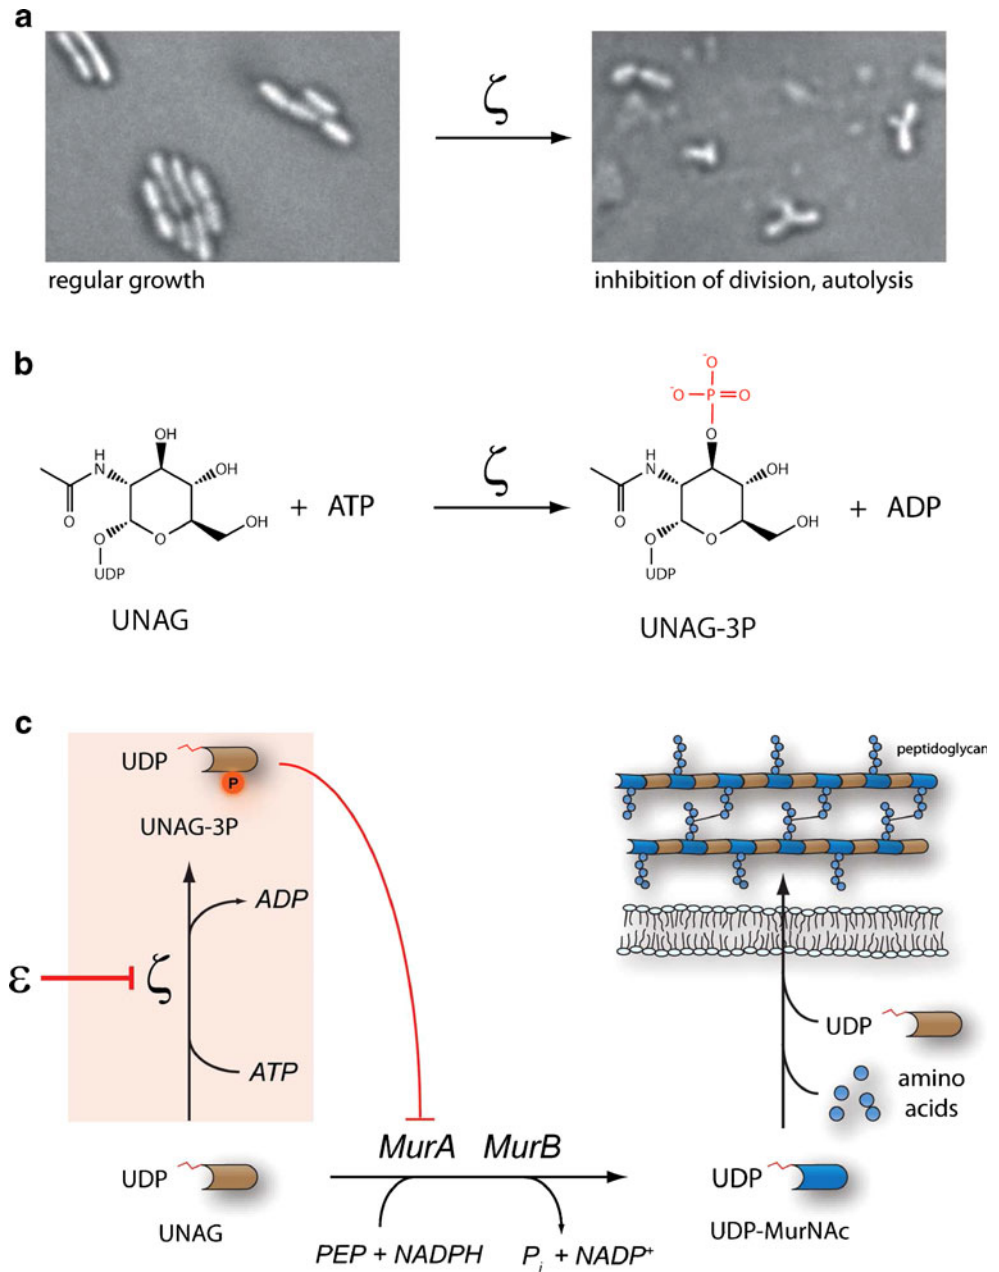 a
ζ
regular growth
inhibition of division, autolysis
b
OH
H
N
OH
O
OH
O
O
UDP
+ ATP
UNAG
ζ
⁻O
⁻O
P
O
O
H
N
OH
O
OH
O
O
UDP
+ ADP
UNAG-3P
c
UDP
P
UNAG-3P
ADP
ε
ζ
ATP
UDP
UNAG
MurA MurB
PEP + NADPH
Pi + NADP⁺
peptidoglycan
UDP
amino
acids
UDP
UDP-MurNAc